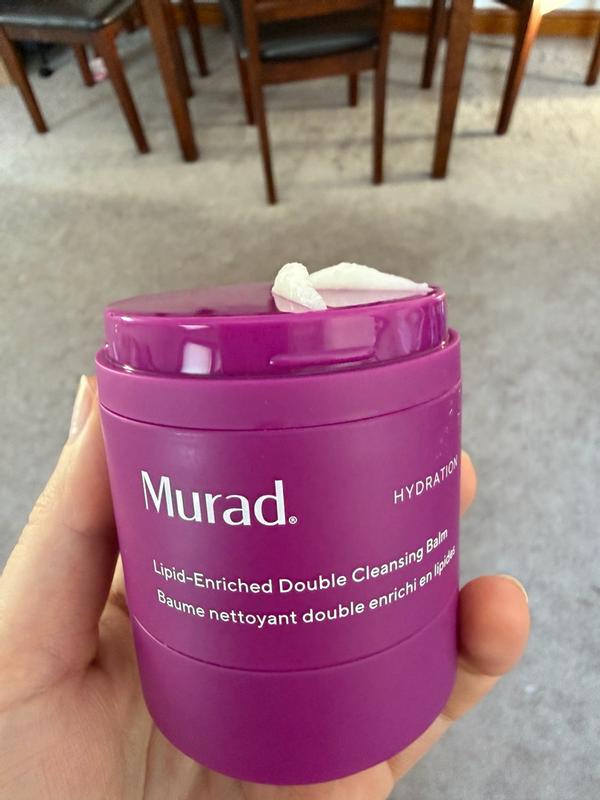 Murad®
HYDRATION
Lipid-Enriched Double Cleansing Balm
Baume nettoyant double enrichi en lipides